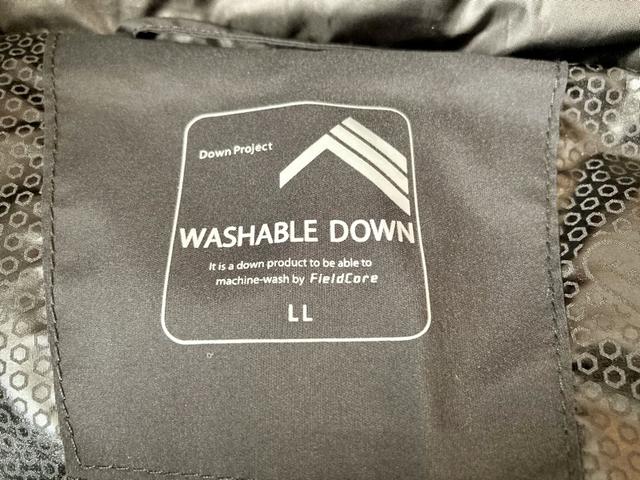 Down Project
WASHABLE DOWN
It is a down product to be able to
machine-wash by FieldCore
LL